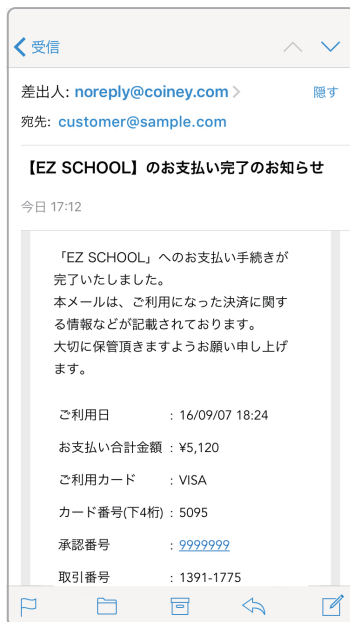 受信
差出人: noreply@coiney.com 隠す
宛先: customer@sample.com
【EZ SCHOOL】のお支払い完了のお知らせ
今日 17:12
「EZ SCHOOL」へのお支払い手続きが
完了いたしました。
本メールは、ご利用になった決済に関す
る情報などが記載されております。
大切に保管頂きますようお願い申し上げ
ます。
ご利用日 : 16/09/07 18:24
お支払い合計金額 : ¥5,120
ご利用カード : VISA
カード番号(下4桁) : 5095
承認番号 : 9999999
取引番号 : 1391-1775